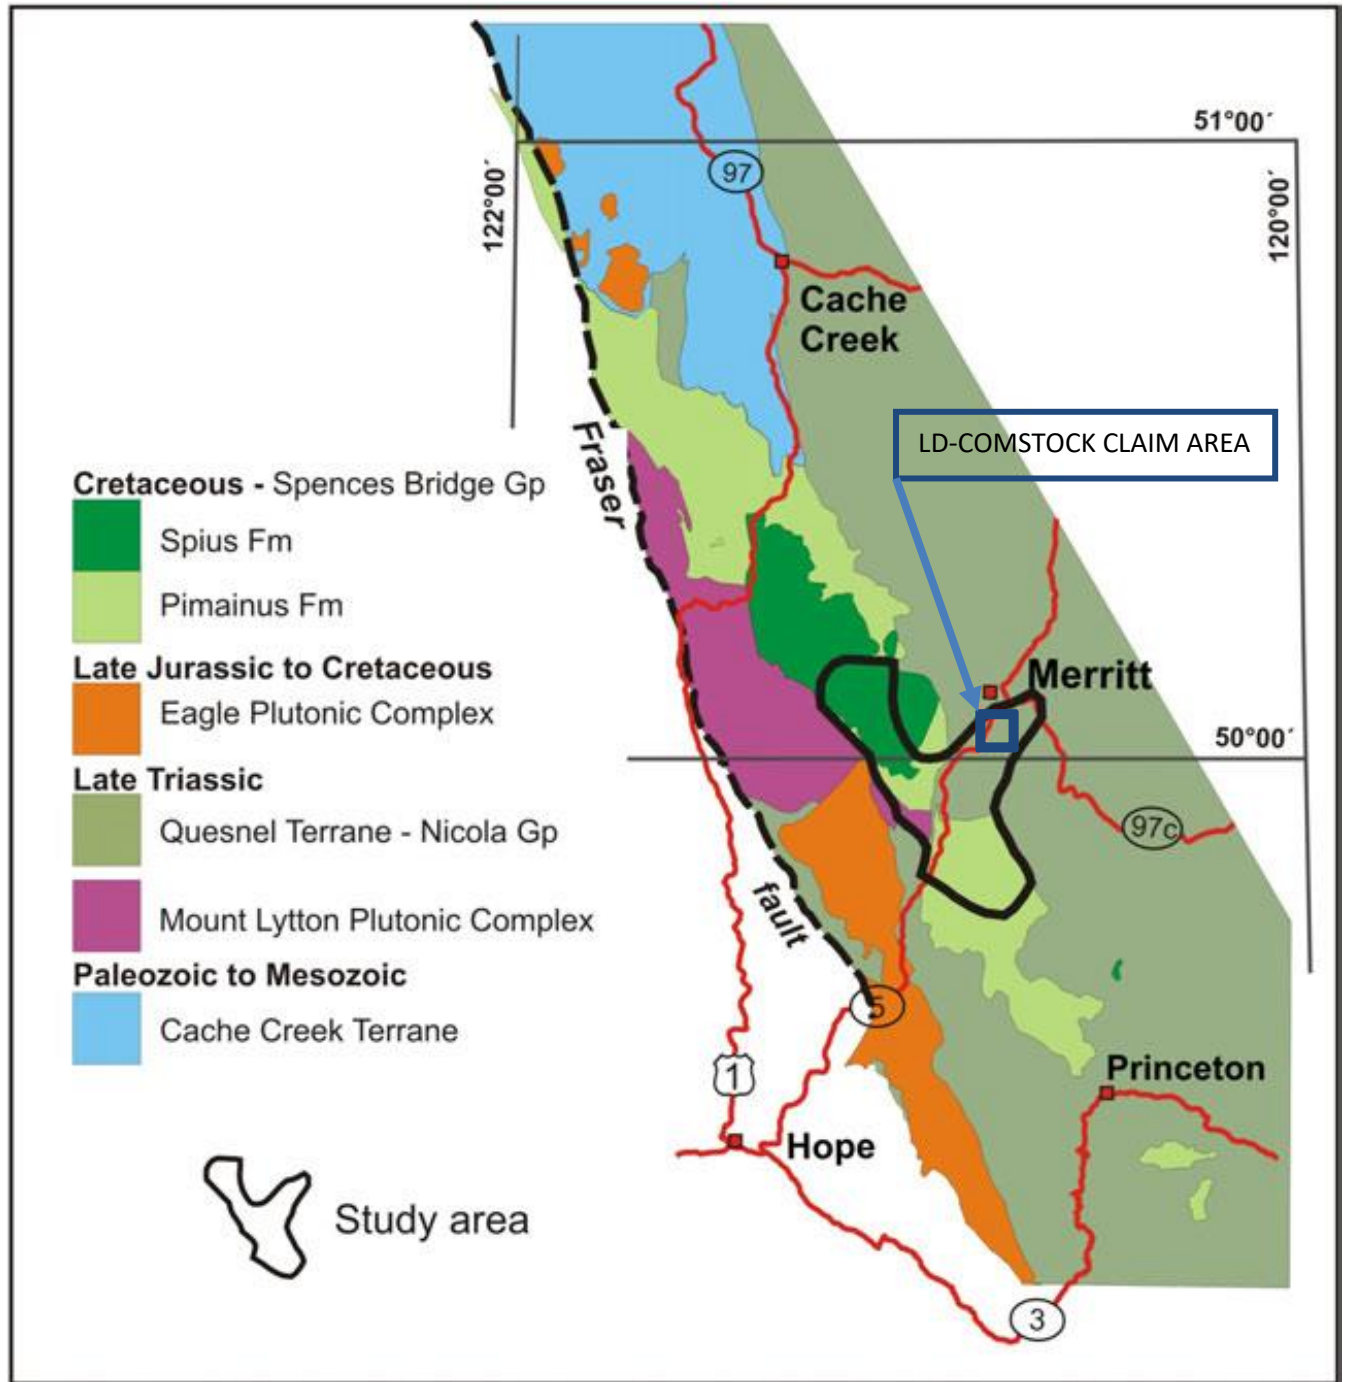 51°00´
122°00´
120°00´
97
Cache
Creek
LD-COMSTOCK CLAIM AREA
Fraser
Cretaceous - Spences Bridge Gp
Spius Fm
Pimainus Fm
Merritt
Late Jurassic to Cretaceous
Eagle Plutonic Complex
50°00´
Late Triassic
Quesnel Terrane - Nicola Gp
97c
Mount Lytton Plutonic Complex
fault
Paleozoic to Mesozoic
Cache Creek Terrane
5
1
Princeton
Hope
Study area
3